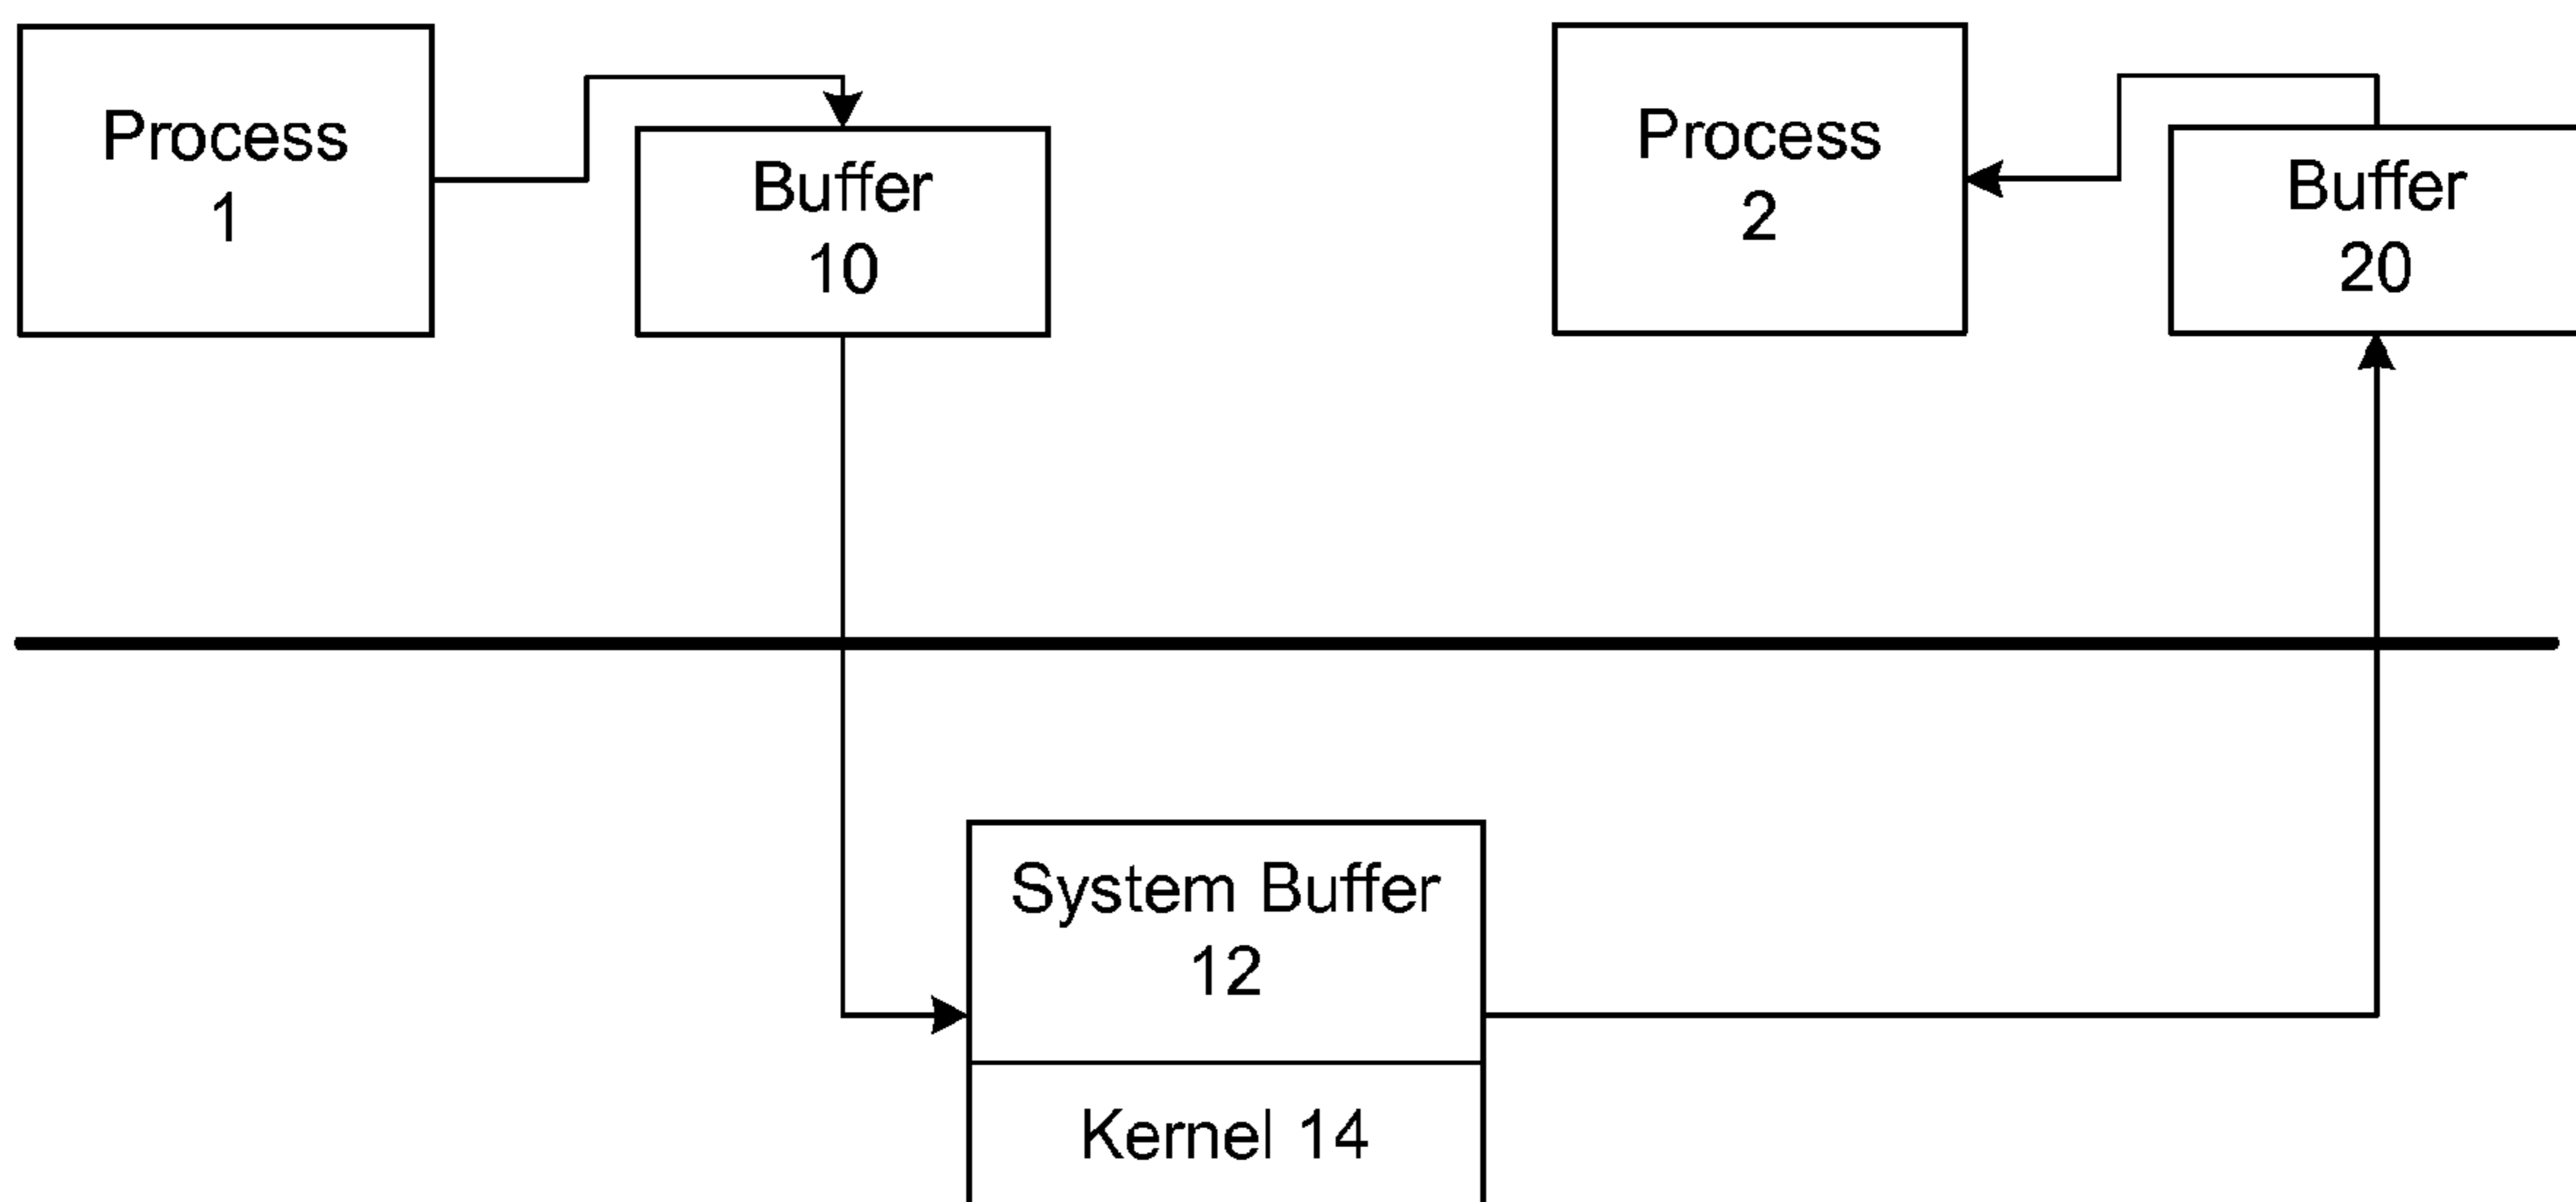 Process
1
Buffer
10
Process
2
Buffer
20
System Buffer
12
Kernel 14